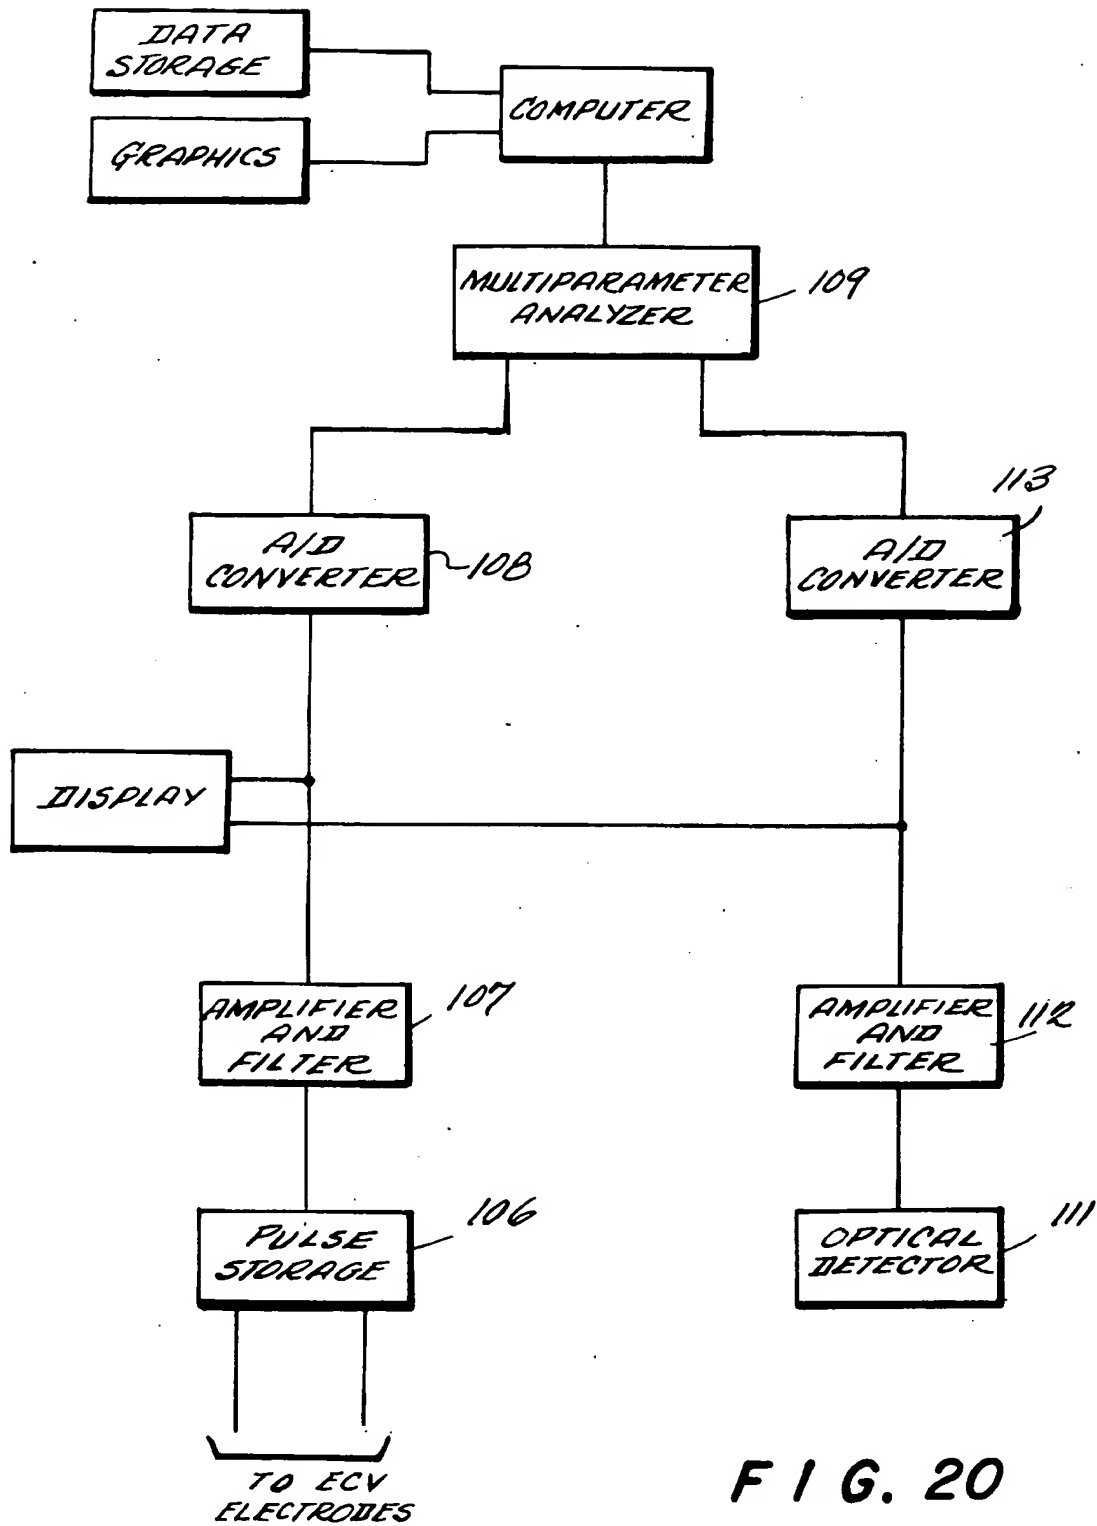 DATA
STORAGE
COMPUTER
GRAPHICS
MULTIPARAMETER
ANALYZER
109
A/D
CONVERTER
108
113
A/D
CONVERTER
DISPLAY
AMPLIFIER
AND
FILTER
107
AMPLIFIER
AND
FILTER
112
PULSE
STORAGE
106
OPTICAL
DETECTOR
111
TO ECV
ELECTRODES
FIG. 20